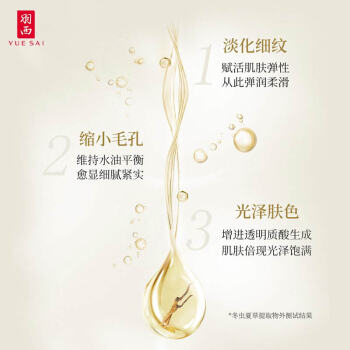 羽西
YUE SAI
1
淡化细纹
赋活肌肤弹性
从此弹润柔滑
2
缩小毛孔
维持水油平衡
愈显细腻紧实
3
光泽肤色
增进透明质酸生成
肌肤倍现光泽饱满
*冬虫夏草提取物外测试结果